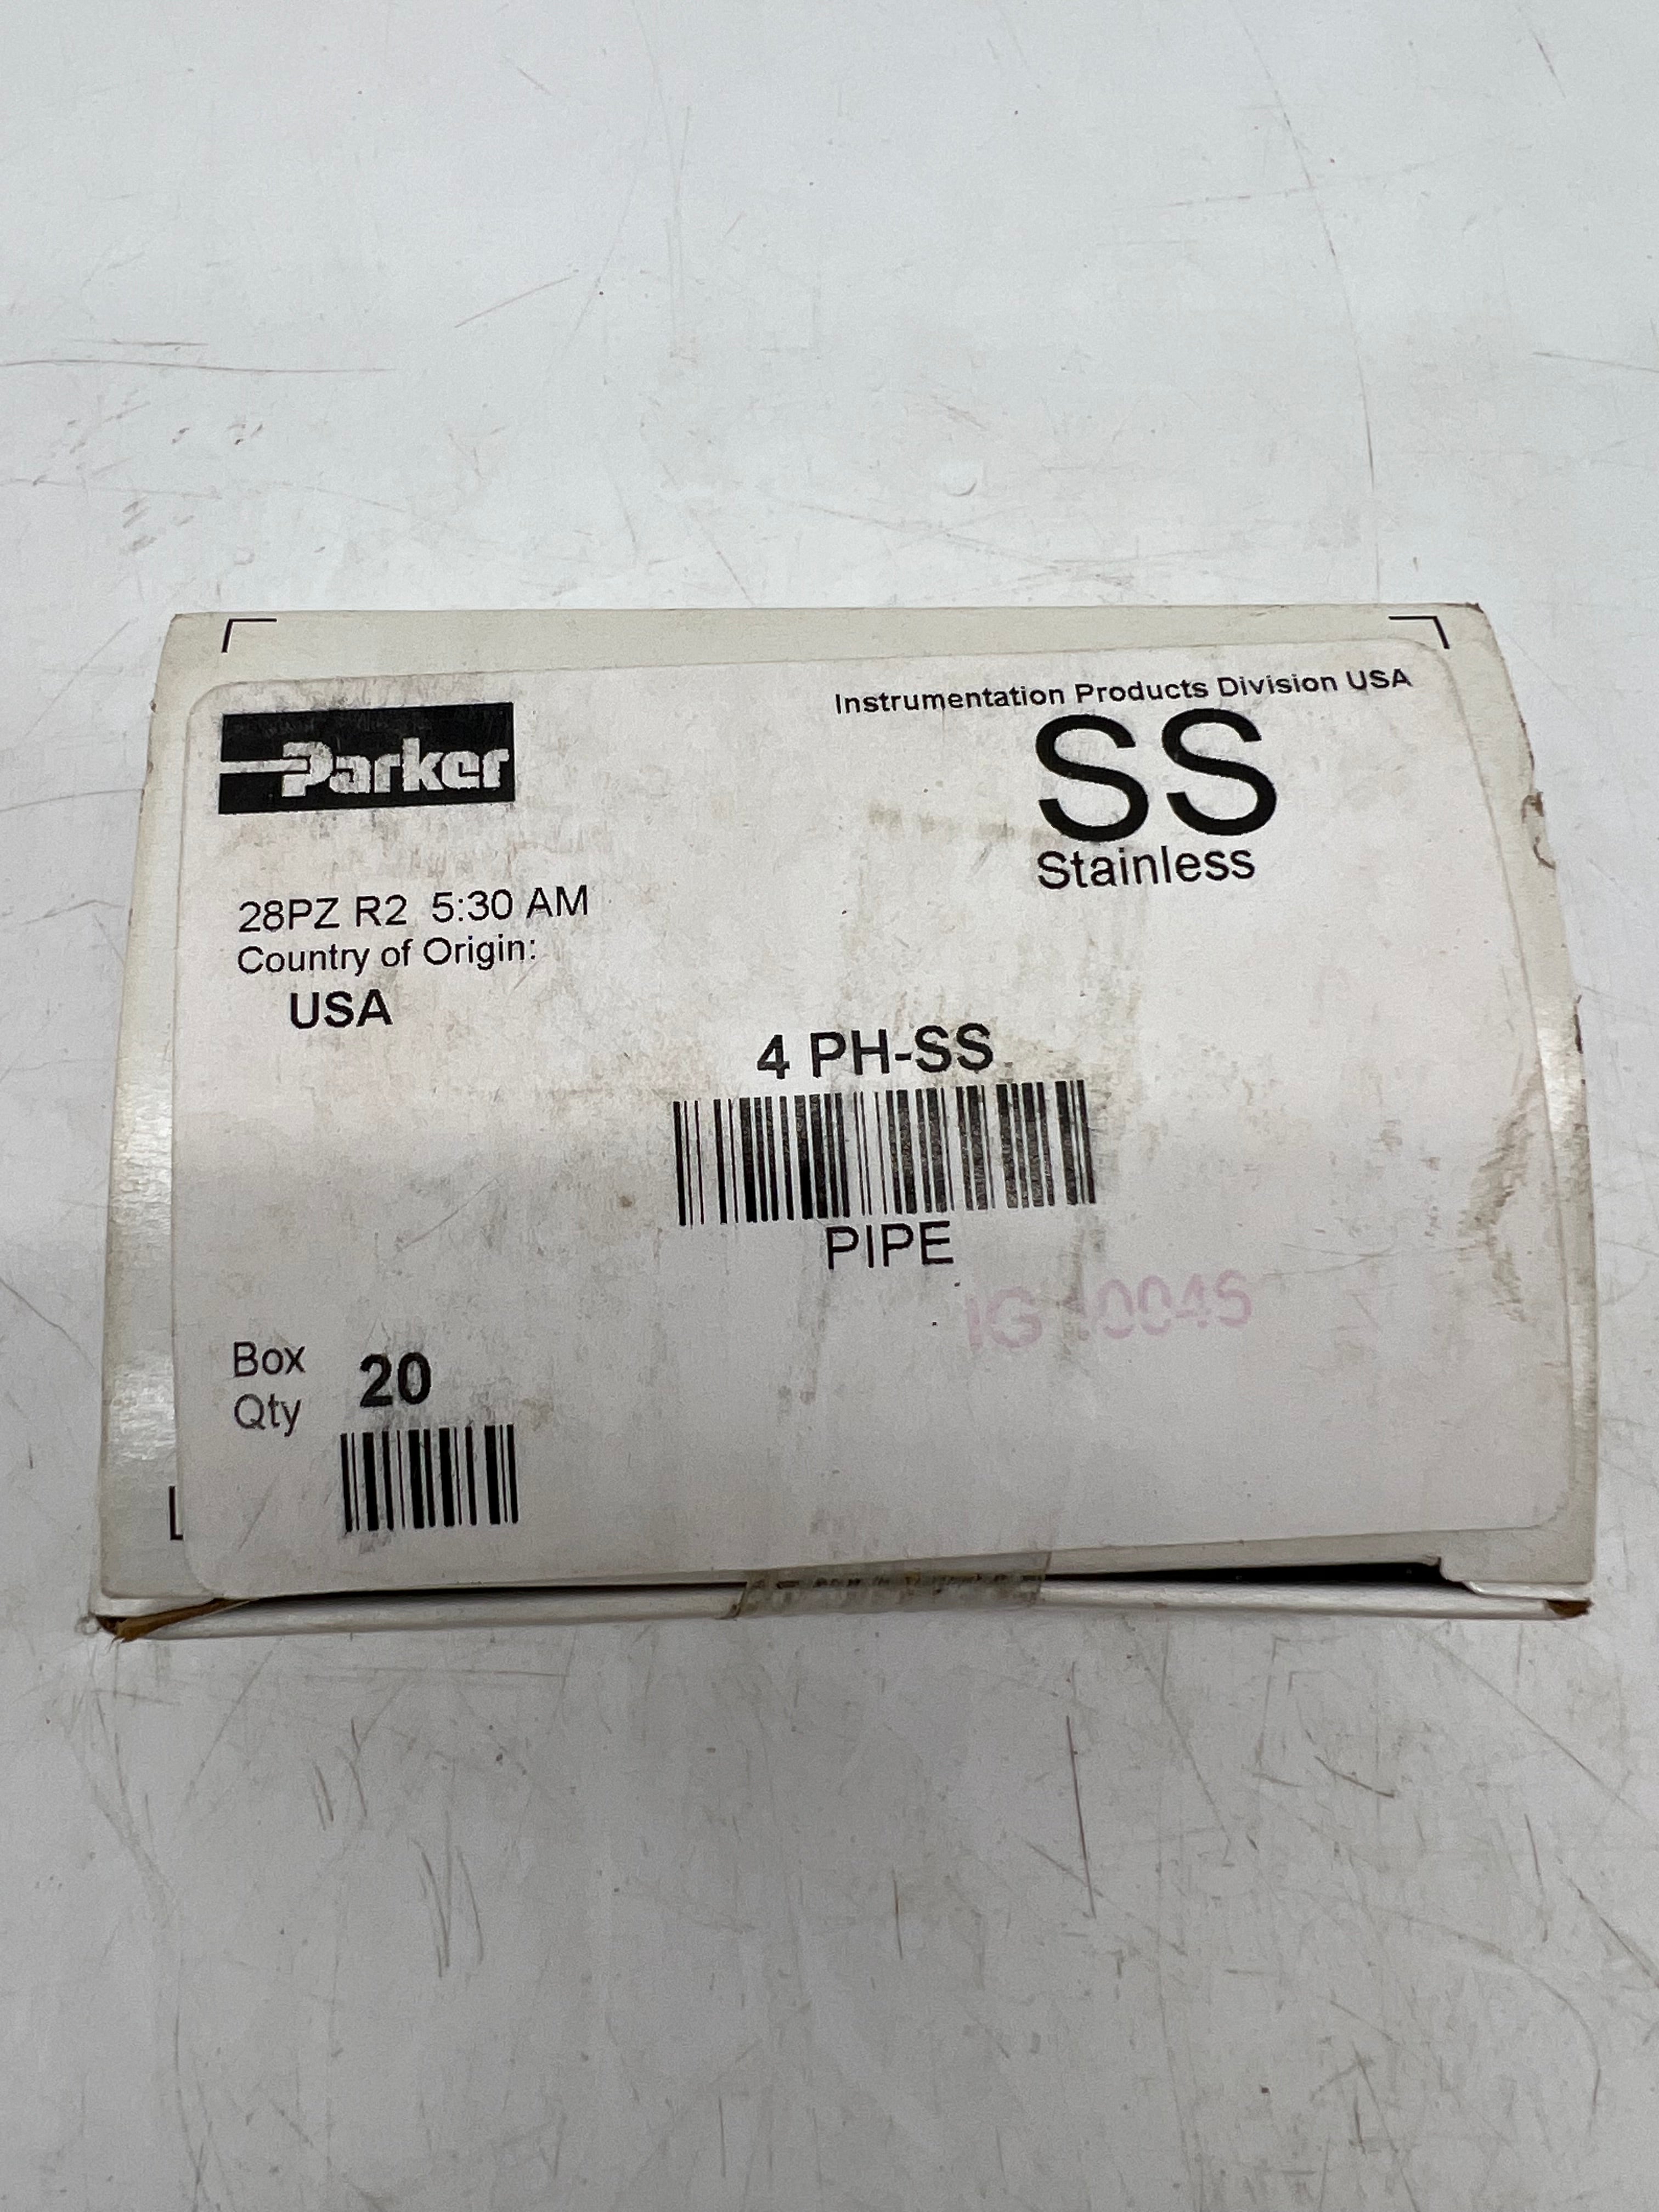 Parker
Instrumentation Products Division USA
SS
Stainless
28PZ R2 5:30 AM
Country of Origin:
USA
4 PH-SS
PIPE
Box
Qty
20